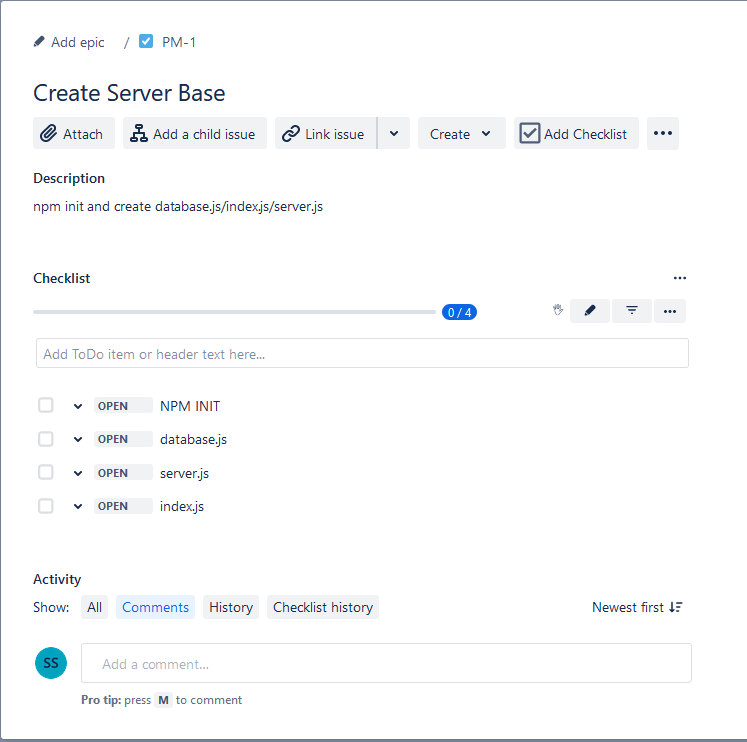 Add epic / PM-1
Create Server Base
Attach Add a child issue Link issue Create Add Checklist
Description
npm init and create database.js/index.js/server.js
Checklist
0 / 4
Add ToDo item or header text here...
OPEN NPM INIT
OPEN database.js
OPEN server.js
OPEN index.js
Activity
Show: All Comments History Checklist history Newest first
SS Add a comment...
Pro tip: press M to comment